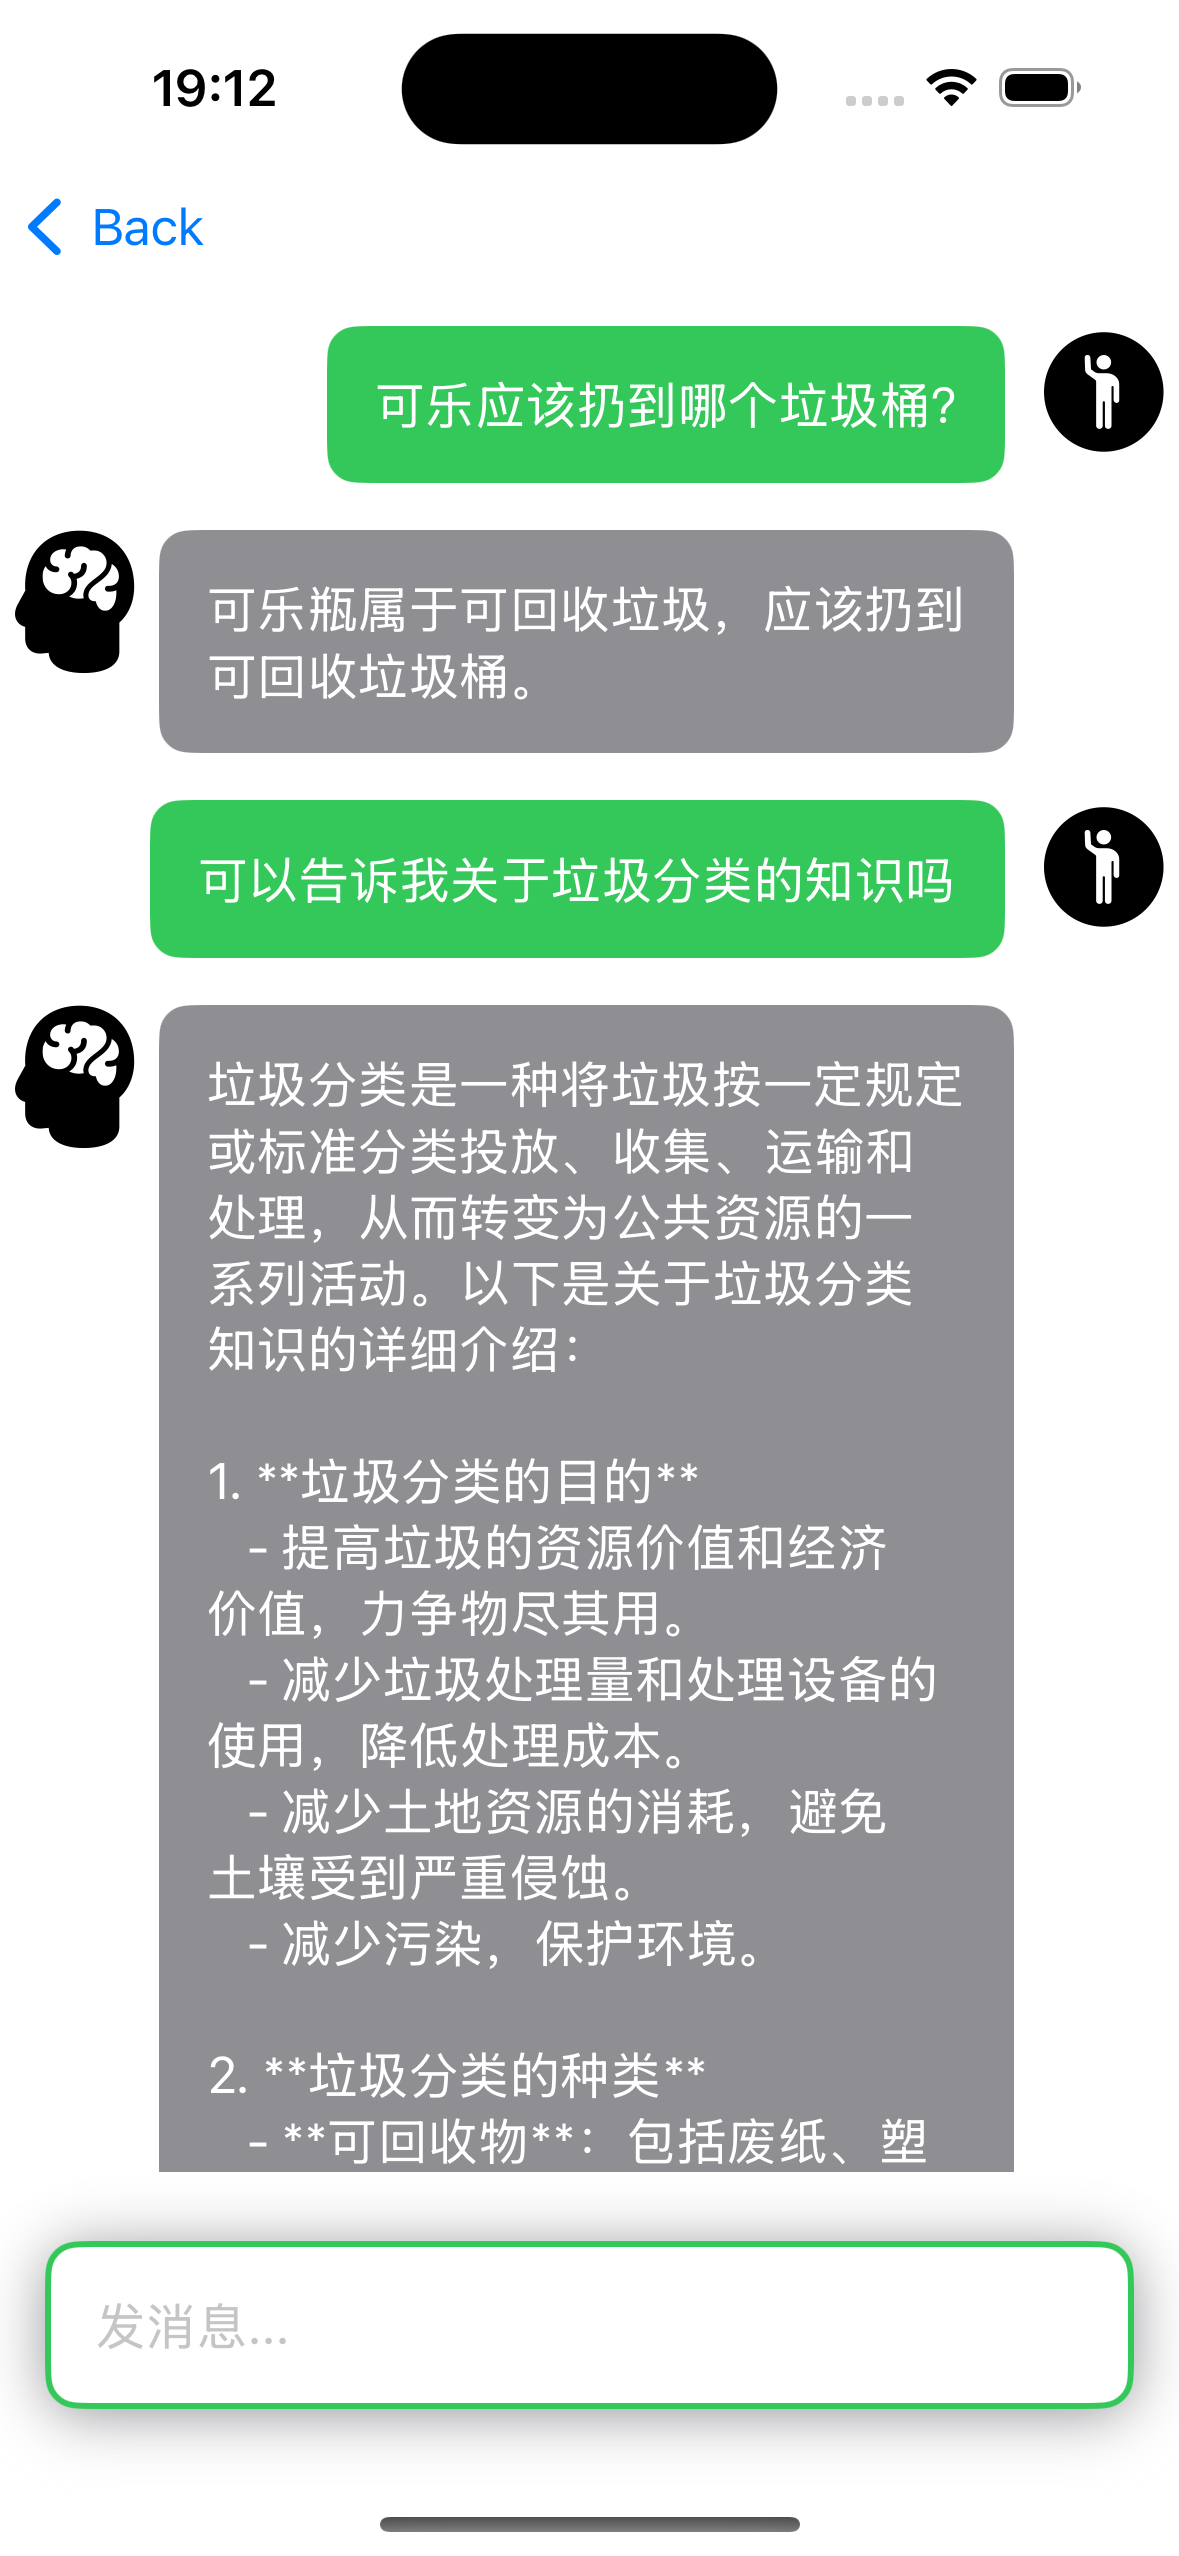 19:12
Back
可乐应该扔到哪个垃圾桶?
可乐瓶属于可回收垃圾，应该扔到
可回收垃圾桶。
可以告诉我关于垃圾分类的知识吗
垃圾分类是一种将垃圾按一定规定
或标准分类投放、收集、运输和
处理，从而转变为公共资源的一
系列活动。以下是关于垃圾分类
知识的详细介绍：
1. **垃圾分类的目的**
- 提高垃圾的资源价值和经济
价值，力争物尽其用。
- 减少垃圾处理量和处理设备的
使用，降低处理成本。
- 减少土地资源的消耗，避免
土壤受到严重侵蚀。
- 减少污染，保护环境。
2. **垃圾分类的种类**
- **可回收物**：包括废纸、塑
发消息...